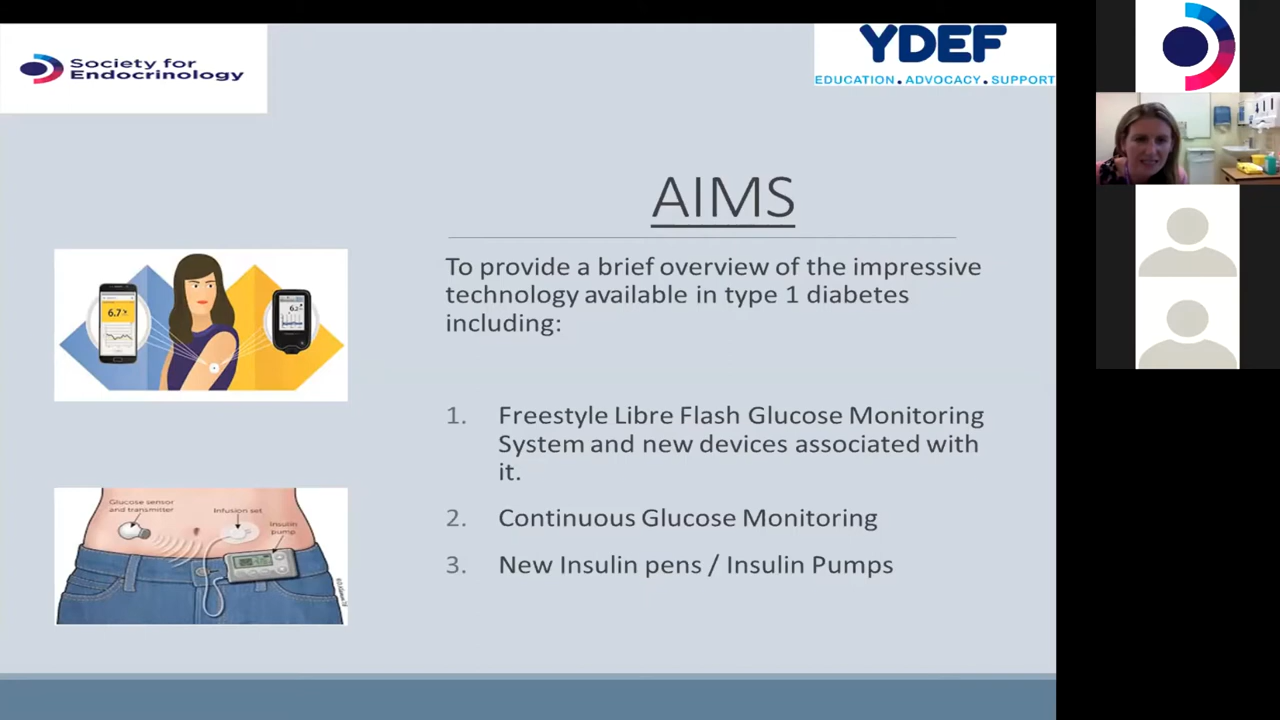 Society for
Endocrinology
YDEF
EDUCATION.ADVOCACY.SUPPORT
AIMS
To provide a brief overview of the impressive
technology available in type 1 diabetes
including:
6.7
6.2
1. Freestyle Libre Flash Glucose Monitoring
System and new devices associated with
it.
2. Continuous Glucose Monitoring
3. New Insulin pens / Insulin Pumps
Glucose sensor
and transmitter
Infusion set
Insulin
pump